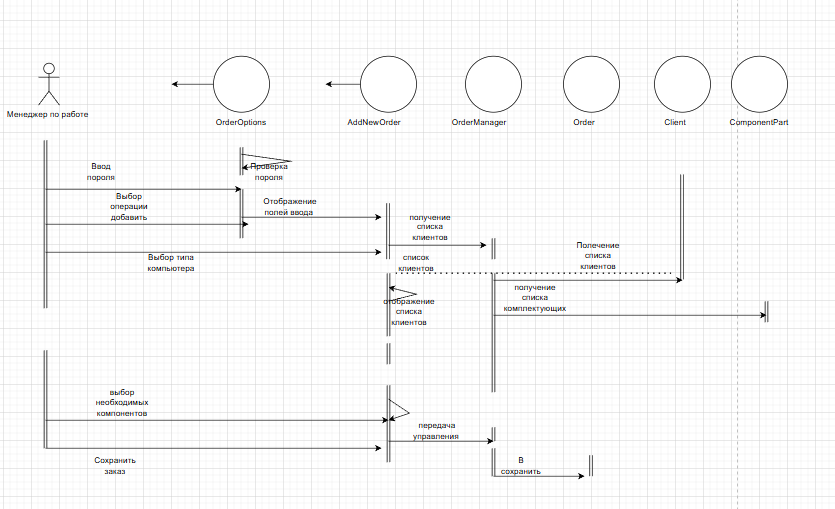 Менеджер по работе
OrderOptions
AddNewOrder
OrderManager
Order
Client
ComponentPart
Ввод
пароля
Проверка
пароля
Выбор
операции
добавить
Отображение
полей ввода
получение
списка
клиентов
Выбор типа
компьютера
список
клиентов
Полечение
списка
клиентов
получение
списка
комплектующих
отображение
списка
клиентов
выбор
необходимых
компонентов
передача
управления
Сохранить
заказ
В
сохранить